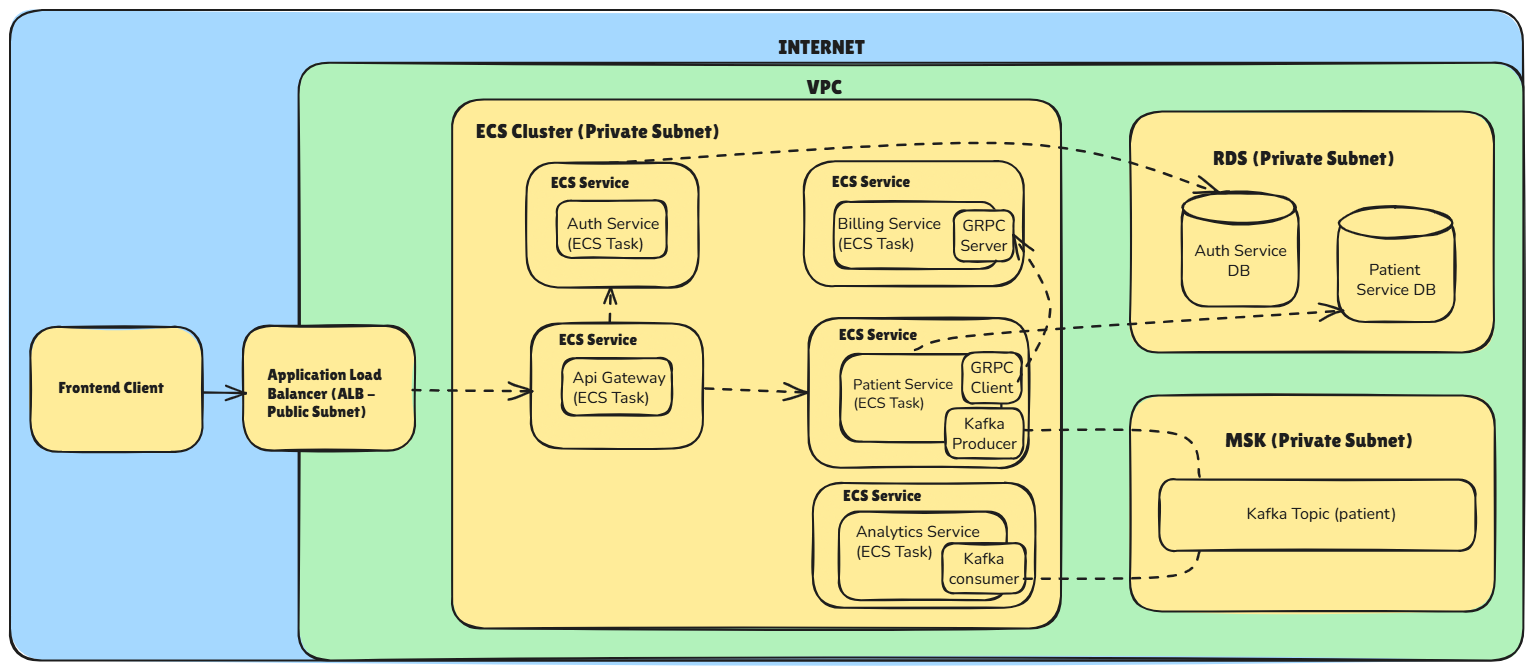 INTERNET
VPC
ECS Cluster (Private Subnet)
ECS Service
Auth Service
(ECS Task)
ECS Service
Billing Service
(ECS Task)
GRPC
Server
RDS (Private Subnet)
Auth Service
DB
Patient
Service DB
Frontend Client
Application Load
Balancer (ALB –
Public Subnet)
ECS Service
Api Gateway
(ECS Task)
ECS Service
Patient Service
(ECS Task)
GRPC
Client
Kafka
Producer
MSK (Private Subnet)
Kafka Topic (patient)
ECS Service
Analytics Service
(ECS Task)
Kafka
consumer